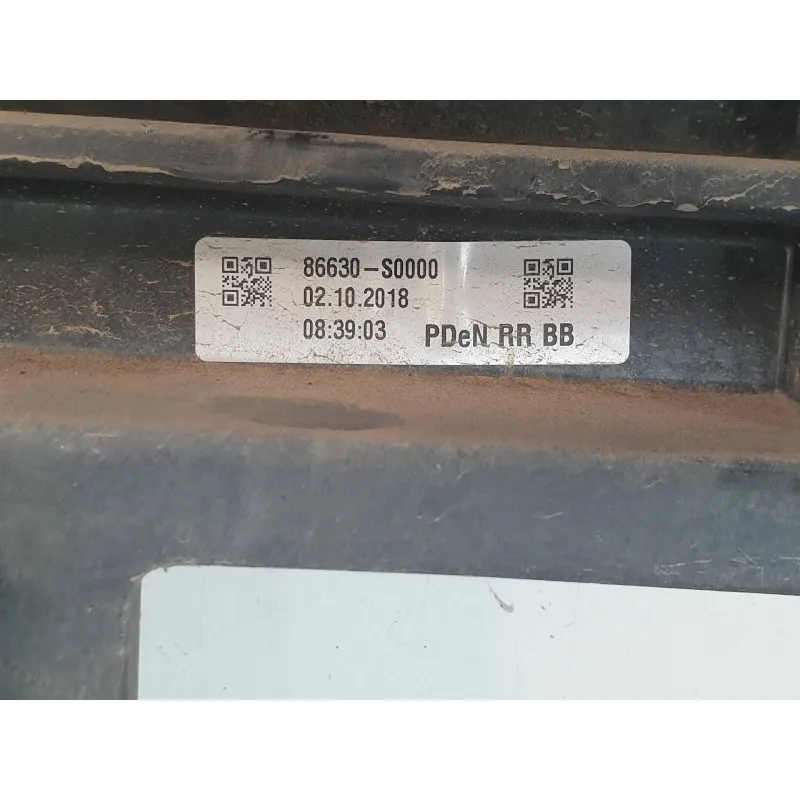 86630-S0000
02.10.2018
08:39:03 PDeN RR BB